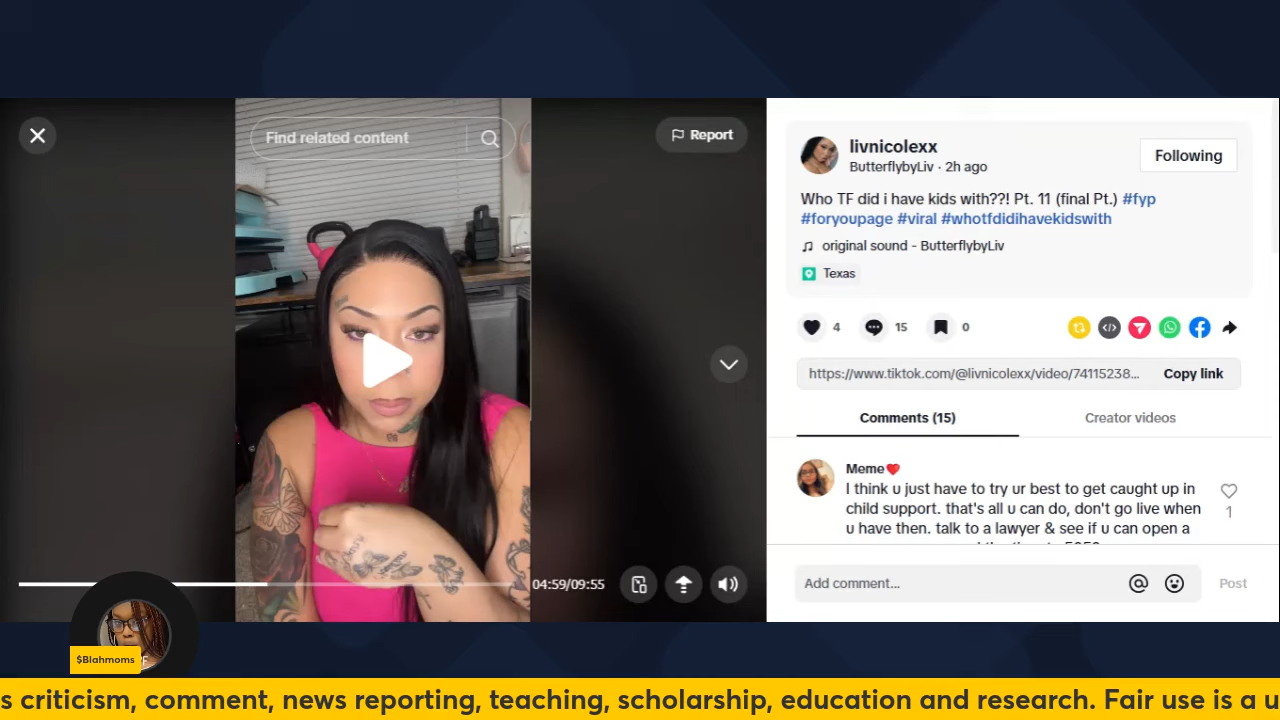 Find related content
Report
livnicolexx
Following
ButterflybyLiv · 2h ago
Who TF did i have kids with??! Pt. 11 (final Pt.) #fyp
#foryoupage #viral #whotfdidihavekidswith
original sound - ButterflybyLiv
Texas
4
15
0
https://www.tiktok.com/@livnicolexx/video/74115238...
Copy link
Comments (15)
Creator videos
Meme❤️
I think u just have to try ur best to get caught up in
child support. that's all u can do, don't go live when
u have then. talk to a lawyer & see if u can open a
1
04:59/09:55
Add comment...
Post
$Blahmoms
s criticism, comment, news reporting, teaching, scholarship, education and research. Fair use is a u